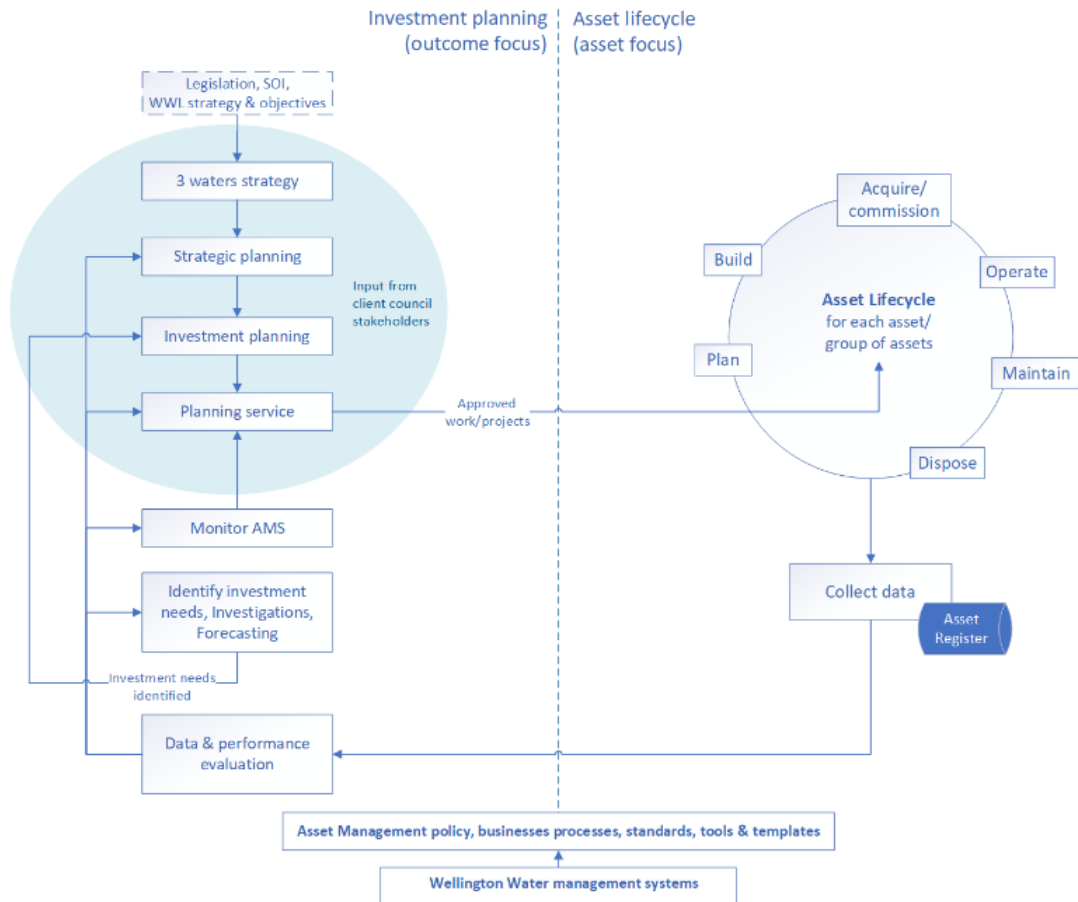 Investment planning
(outcome focus)
Asset lifecycle
(asset focus)
Legislation, SOI,
WWL strategy & objectives
3 waters strategy
Strategic planning
Input from
client council
stakeholders
Investment planning
Planning service
Approved
work/projects
Monitor AMS
Identify investment
needs, Investigations,
Forecasting
Investment needs
identified
Data & performance
evaluation
Acquire/
commission
Build
Operate
Asset Lifecycle
for each asset/
group of assets
Plan
Maintain
Dispose
Collect data
Asset
Register
Asset Management policy, businesses processes, standards, tools & templates
Wellington Water management systems